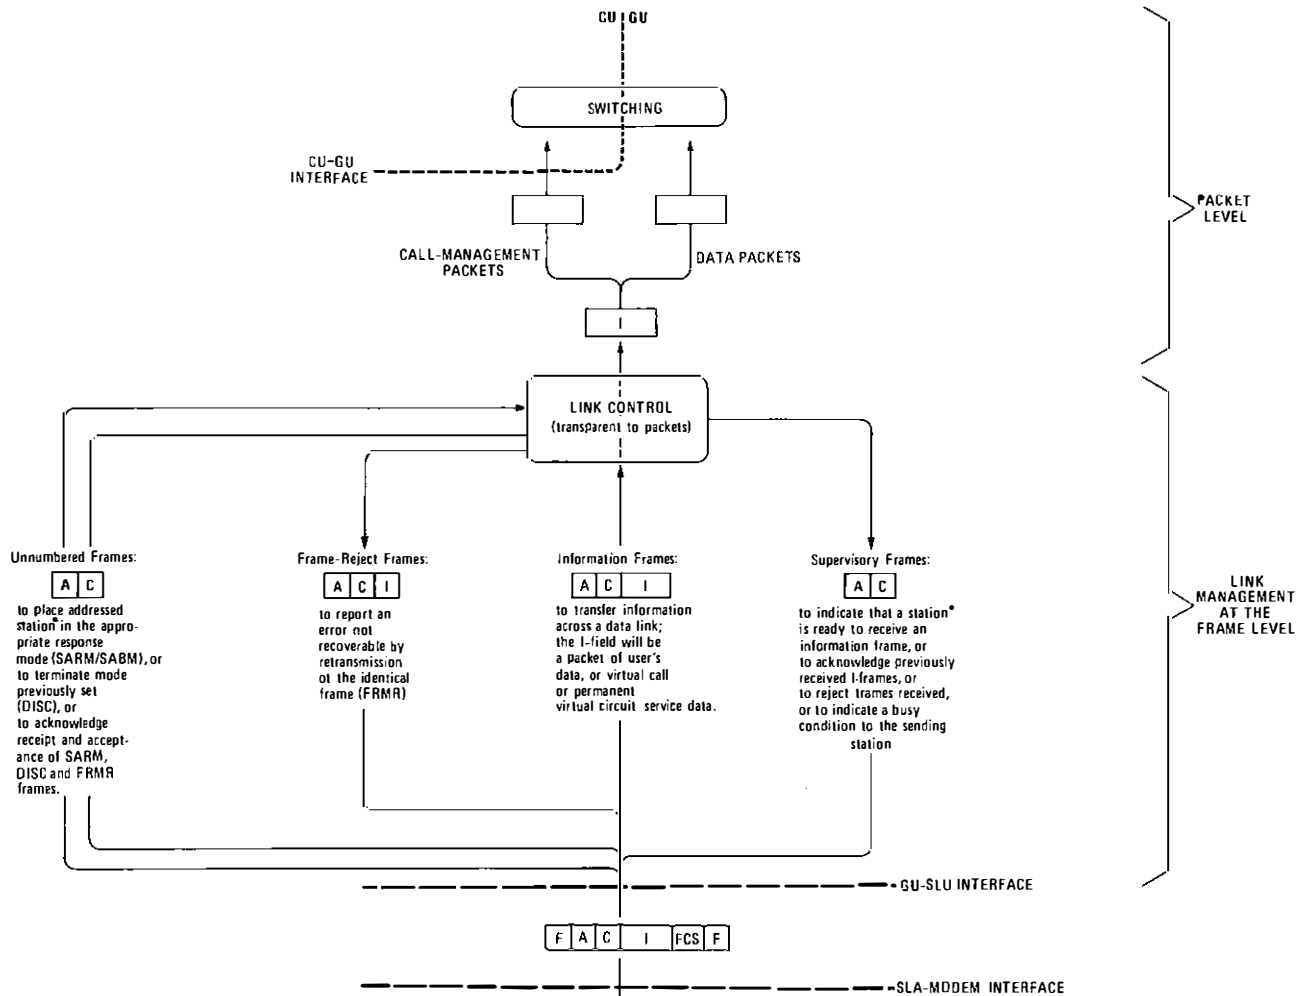 CU GU
SWITCHING
CU-GU
INTERFACE
PACKET
LEVEL
CALL-MANAGEMENT
PACKETS
DATA PACKETS
LINK CONTROL
(transparent to packets)
Unnumbered Frames:
A C
to place addressed
station* in the appro-
priate response
mode (SARM/SABM), or
to terminate mode
previously set
(DISC), or
to acknowledge
receipt and accept-
ance of SARM,
DISC and FRMR
frames.
Frame-Reject Frames:
A C I
to report an
error not
recoverable by
retransmission
of the identical
frame (FRMR)
Information Frames:
A C I
to transfer information
across a data link;
the I-field will be
a packet of user's
data, or virtual call
or permanent
virtual circuit service data.
Supervisory Frames:
A C
to indicate that a station*
is ready to receive an
information frame, or
to acknowledge previously
received I-frames, or
to reject frames received,
or to indicate a busy
condition to the sending
station
LINK
MANAGEMENT
AT THE
FRAME LEVEL
GU-SLU INTERFACE
F A C I FCS F
SLA-MODEM INTERFACE